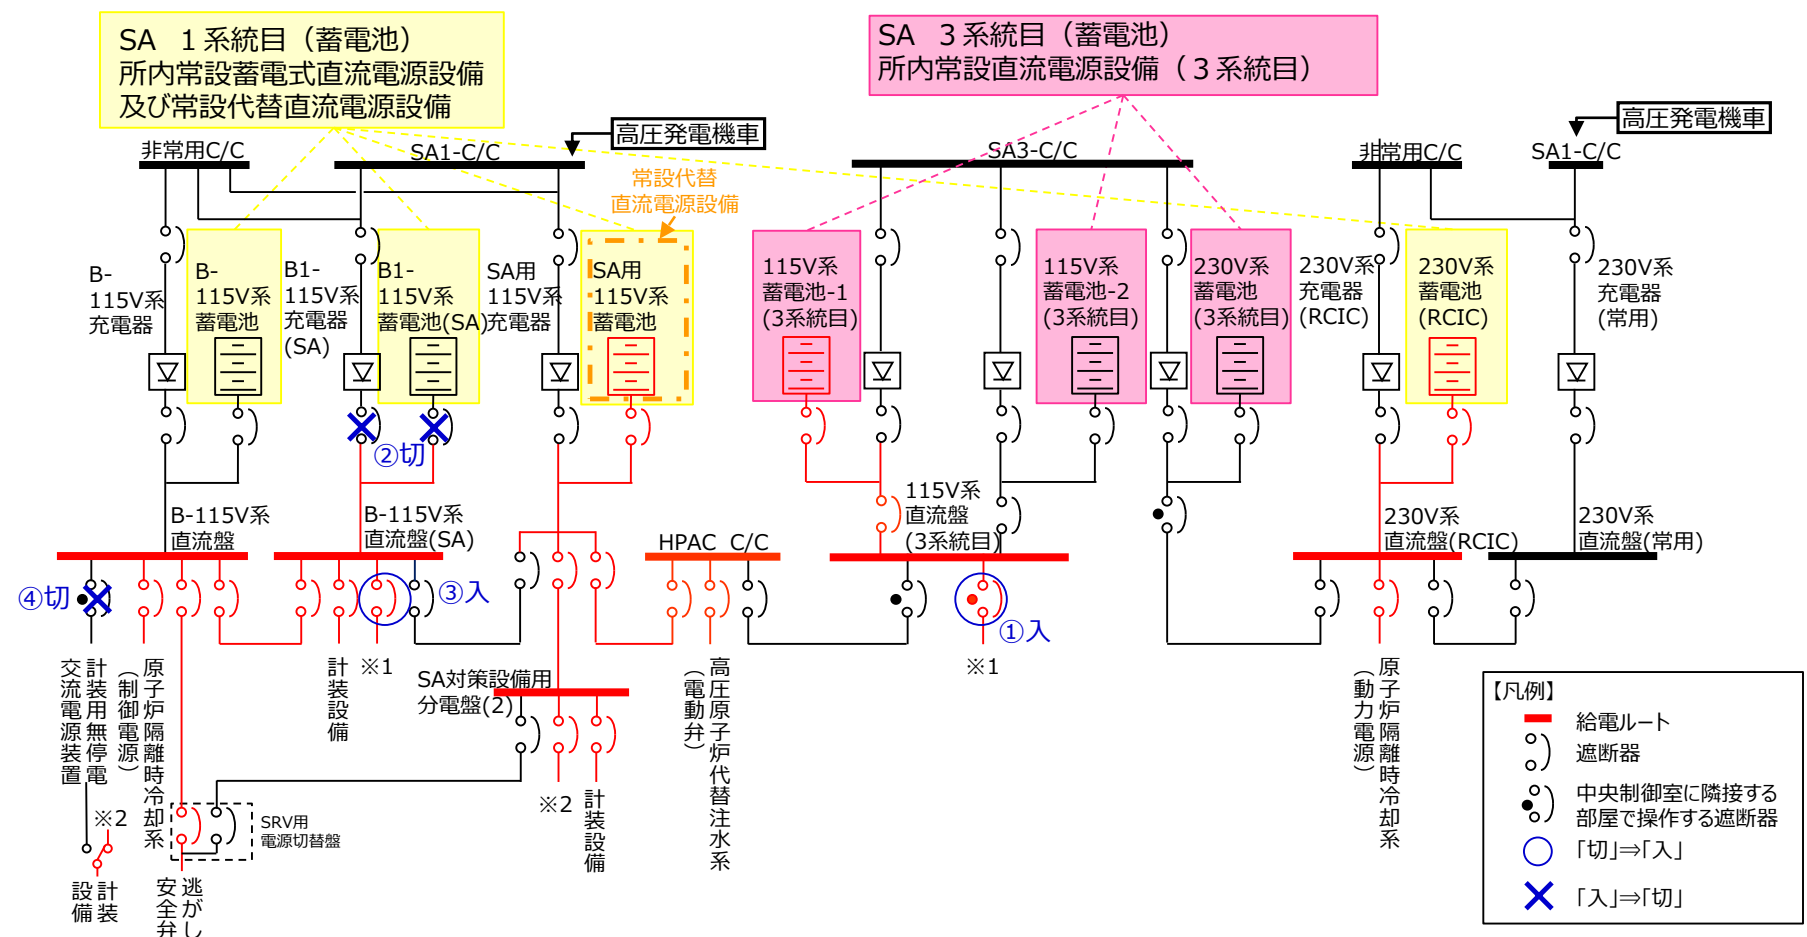 SA １系統目（蓄電池）
所内常設蓄電式直流電源設備
及び常設代替直流電源設備
SA ３系統目（蓄電池）
所内常設直流電源設備（３系統目）
高圧発電機車
高圧発電機車
非常用C/C
SA1-C/C
SA3-C/C
非常用C/C
SA1-C/C
常設代替
直流電源設備
B-
115V系
充電器
B-
115V系
蓄電池
B1-
115V系
充電器
(SA)
B1-
115V系
蓄電池(SA)
SA用
115V系
充電器
SA用
115V系
蓄電池
115V系
蓄電池-1
(3系統目)
115V系
蓄電池-2
(3系統目)
230V系
蓄電池
(3系統目)
230V系
充電器
(RCIC)
230V系
蓄電池
(RCIC)
230V系
充電器
(常用)
②切
B-115V系
直流盤
B-115V系
直流盤(SA)
HPAC C/C
115V系
直流盤
(3系統目)
230V系
直流盤(RCIC)
230V系
直流盤(常用)
④切
③入
①入
計装用無停電
交流電源装置
原子炉隔離時冷却系
（制御電源）
計装設備
※1
SA対策設備用
分電盤(2)
高圧原子炉代替注水系
（電動弁）
※1
原子炉隔離時冷却系
（動力電源）
※2
SRV用
電源切替盤
※2
計装設備
計装
設備
逃がし
安全弁
【凡例】
給電ルート
遮断器
中央制御室に隣接する
部屋で操作する遮断器
「切」⇒「入」
「入」⇒「切」